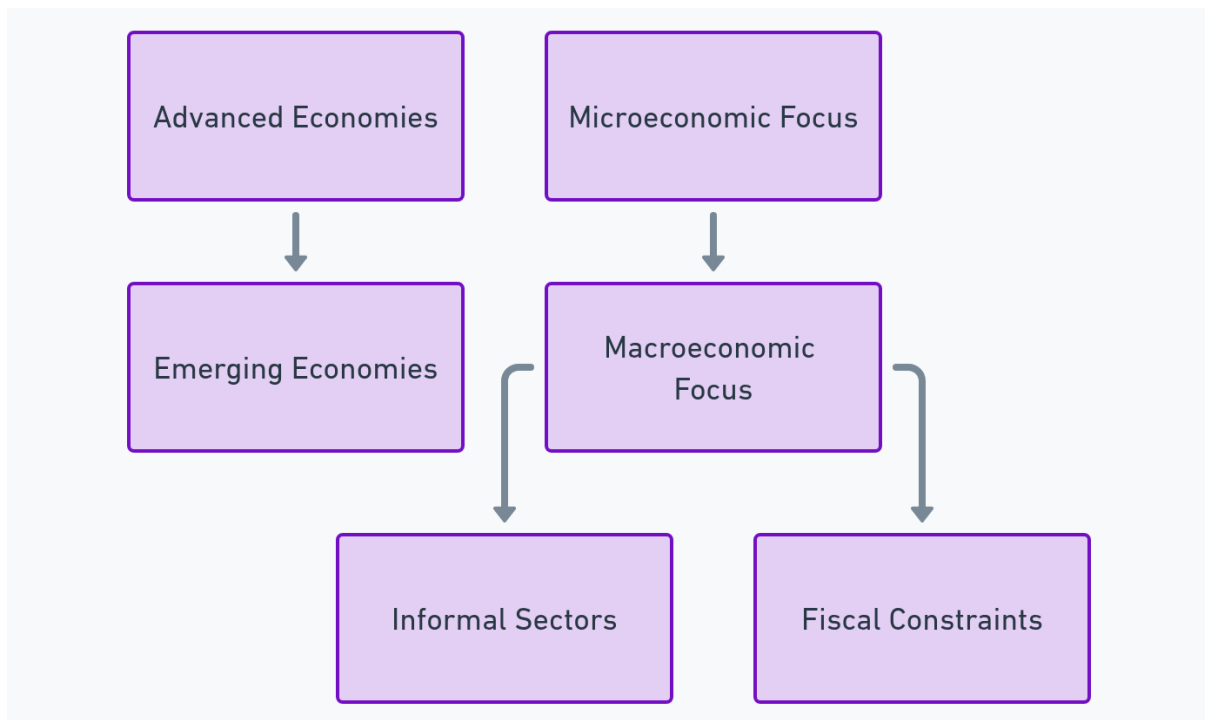 Advanced Economies
Microeconomic Focus
Emerging Economies
Macroeconomic
Focus
Informal Sectors
Fiscal Constraints